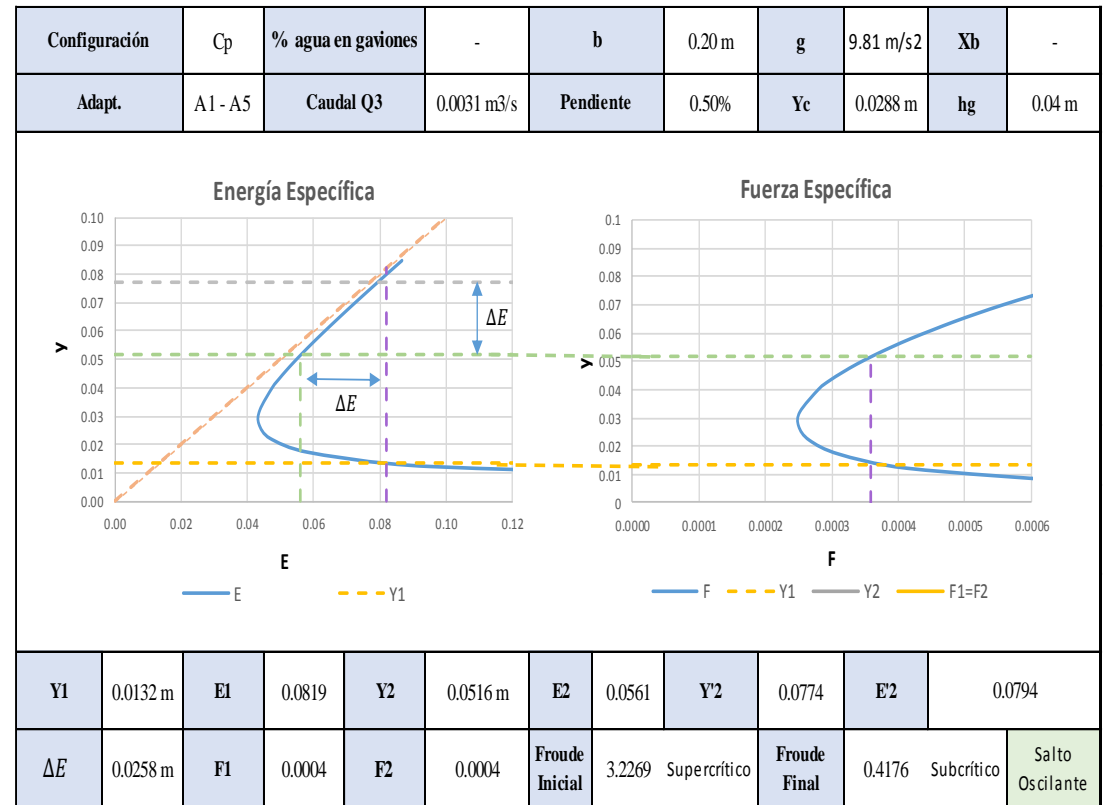 Configuración Cp % agua en gaviones - b 0.20 m g 9.81 m/s2 Xb -
Adapt. A1 - A5 Caudal Q3 0.0031 m3/s Pendiente 0.50% Yc 0.0288 m hg 0.04 m
Energía Específica
0.10
0.09
0.08
0.07
0.06
0.05
0.04
0.03
0.02
0.01
0.00
y
ΔE
ΔE
0.00 0.02 0.04 0.06 0.08 0.10 0.12
E
E Y1
Fuerza Específica
0.1
0.09
0.08
0.07
0.06
0.05
0.04
0.03
0.02
0.01
0
y
0.0000 0.0001 0.0002 0.0003 0.0004 0.0005 0.0006
F
F Y1 Y2 F1=F2
Y1 0.0132 m E1 0.0819 Y2 0.0516 m E2 0.0561 Y'2 0.0774 E'2 0.0794
ΔE 0.0258 m F1 0.0004 F2 0.0004 Froude Inicial 3.2269 Supercrítico Froude Final 0.4176 Subcrítico Salto Oscilante